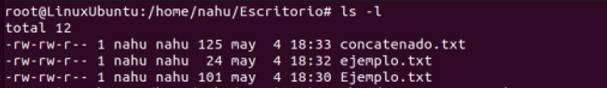 root@LinuxUbuntu:/home/nahu/Escritorio# ls -l
total 12
-rw-rw-r-- 1 nahu nahu 125 may  4 18:33 concatenado.txt
-rw-rw-r-- 1 nahu nahu  24 may  4 18:32 ejemplo.txt
-rw-rw-r-- 1 nahu nahu 101 may  4 18:30 Ejemplo.txt